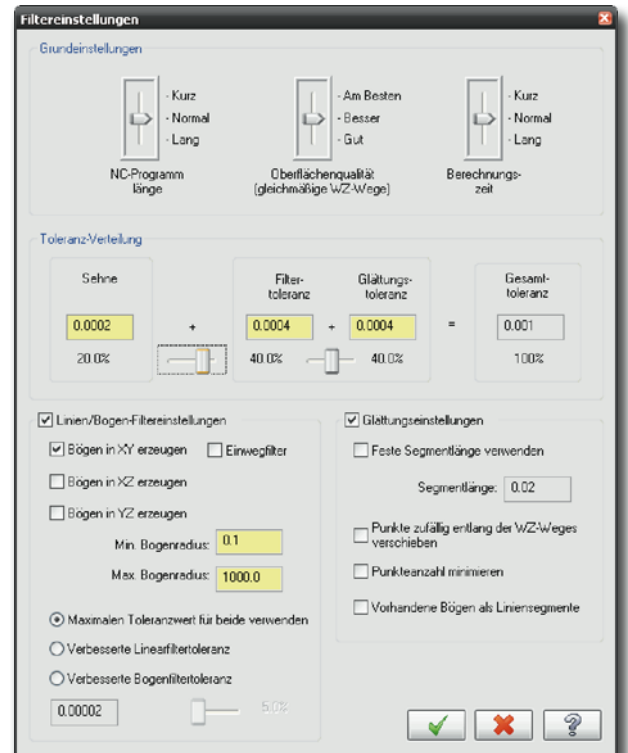 Filtereinstellungen
Grundeinstellungen
- Kurz
- Normal
- Lang
NC-Programm
länge
- Am Besten
- Besser
- Gut
Oberflächenqualität
(gleichmäßige WZ-Wege)
- Kurz
- Normal
- Lang
Berechnungs-
zeit
Toleranz-Verteilung
Sehne
0.0002
20.0%
+
Filter-
toleranz
0.0004
40.0%
+
Glättungs-
toleranz
0.0004
40.0%
=
Gesamt-
toleranz
0.001
100%
Linien/Bogen-Filtereinstellungen
Bögen in XY erzeugen
Einwegfilter
Bögen in XZ erzeugen
Bögen in YZ erzeugen
Min. Bogenradius: 0.1
Max. Bogenradius: 1000.0
Maximalen Toleranzwert für beide verwenden
Verbesserte Linearfiltertoleranz
Verbesserte Bogenfiltertoleranz
0.00002
5.0%
Glättungseinstellungen
Feste Segmentlänge verwenden
Segmentlänge: 0.02
Punkte zufällig entlang der WZ-Weges
verschieben
Punkteanzahl minimieren
Vorhandene Bögen als Liniensegmente
?